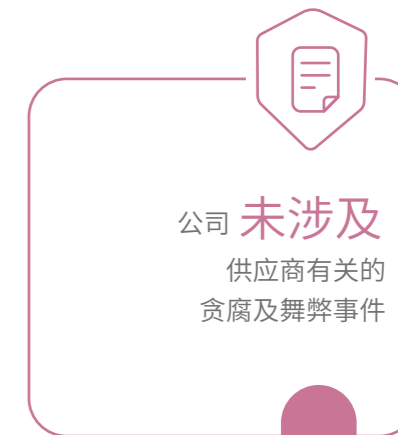 公司 未涉及
供应商有关的
贪腐及舞弊事件